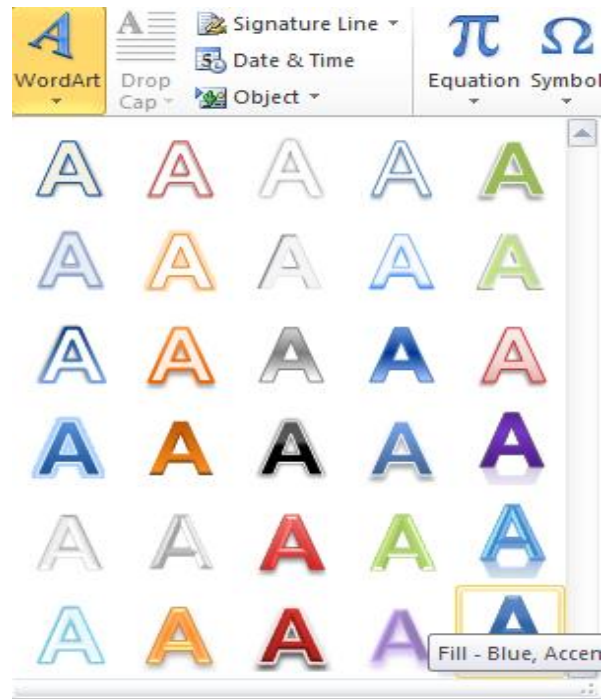 WordArt
Drop
Cap
Signature Line
Date & Time
Object
π Ω
Equation Symbol
A A A A A
A A A A A
A A A A A
A A A A A
A A A A A
A A A A A
Fill - Blue, Accen